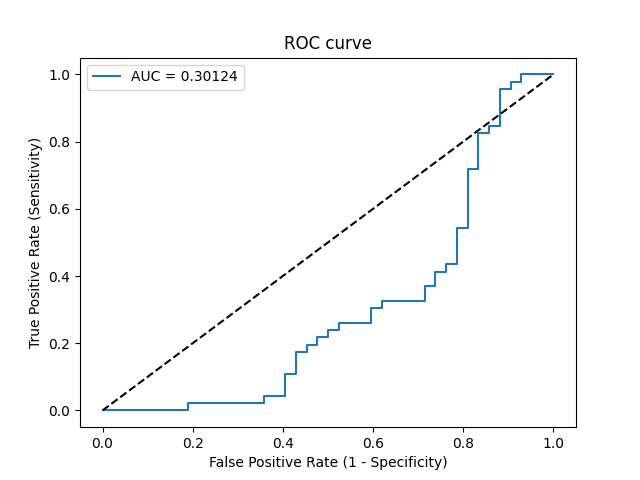 ROC curve
AUC = 0.30124
True Positive Rate (Sensitivity)
1.0
0.8
0.6
0.4
0.2
0.0
0.0 0.2 0.4 0.6 0.8 1.0
False Positive Rate (1 - Specificity)